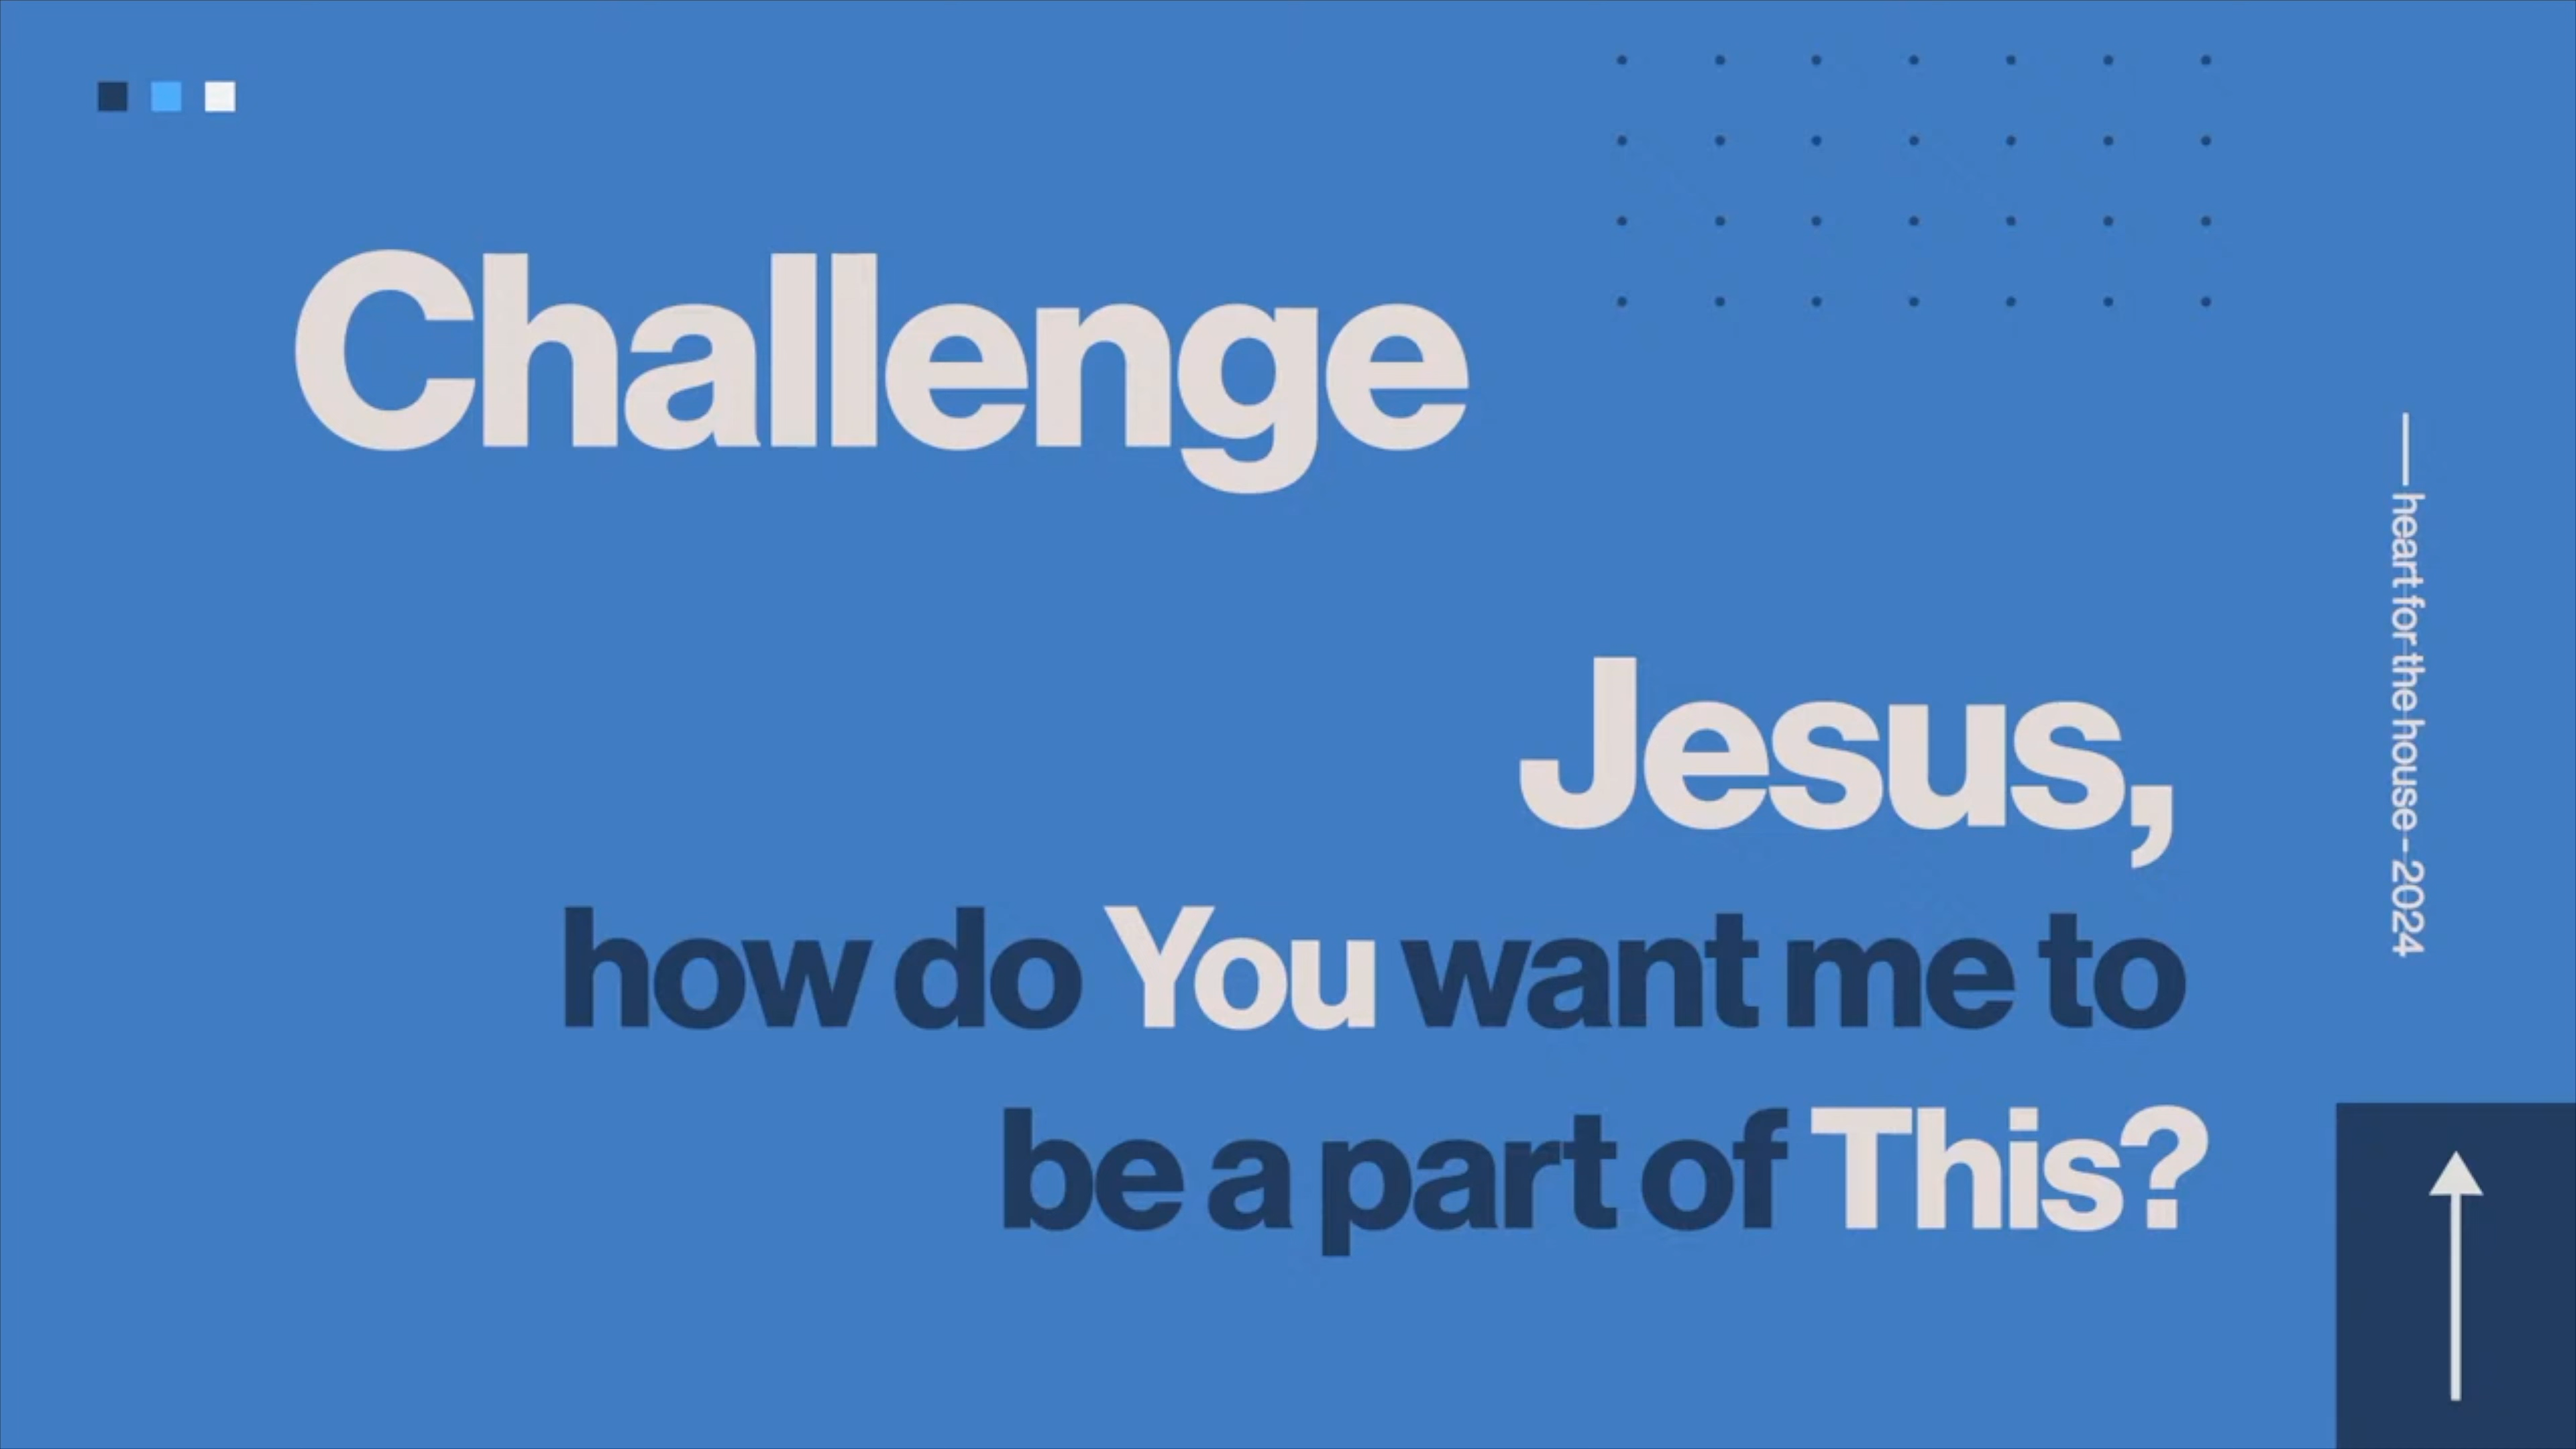 Challenge
Jesus,
how do You want me to
be a part of This?
heart for the house - 2024